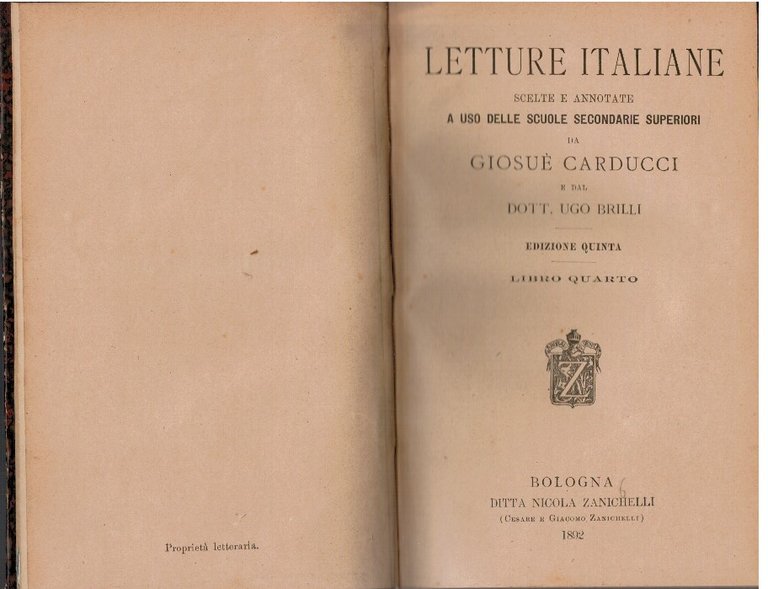 Proprietà letteraria.
LETTURE ITALIANE
SCELTE E ANNOTATE
A USO DELLE SCUOLE SECONDARIE SUPERIORI
DA
GIOSUÈ CARDUCCI
E DAL
DOTT. UGO BRILLI
EDIZIONE QUINTA
LIBRO QUARTO
Z
BOLOGNA
DITTA NICOLA ZANICHELLI
(CESARE E GIACOMO ZANICHELLI)
1892